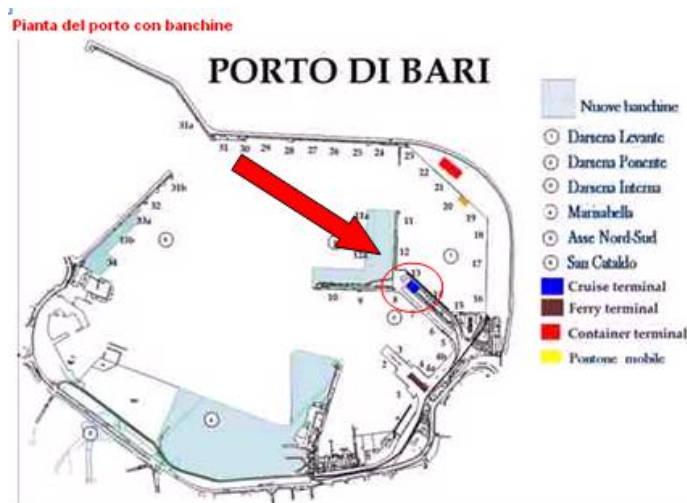 Pianta del porto con banchine
PORTO DI BARI
Nuove banchine
Darsena Levante
Darsena Ponente
Darsena Interna
Marisabella
Asse Nord-Sud
San Cataldo
Cruise terminal
Ferry terminal
Container terminal
Pontone mobile
31a
31
30
29
28
27
26
25
24
23
22
21
20
19
18
17
16
15
31b
32
33a
33b
34
11
12
13
10
9
8
6
5
4b
3
2
4
1